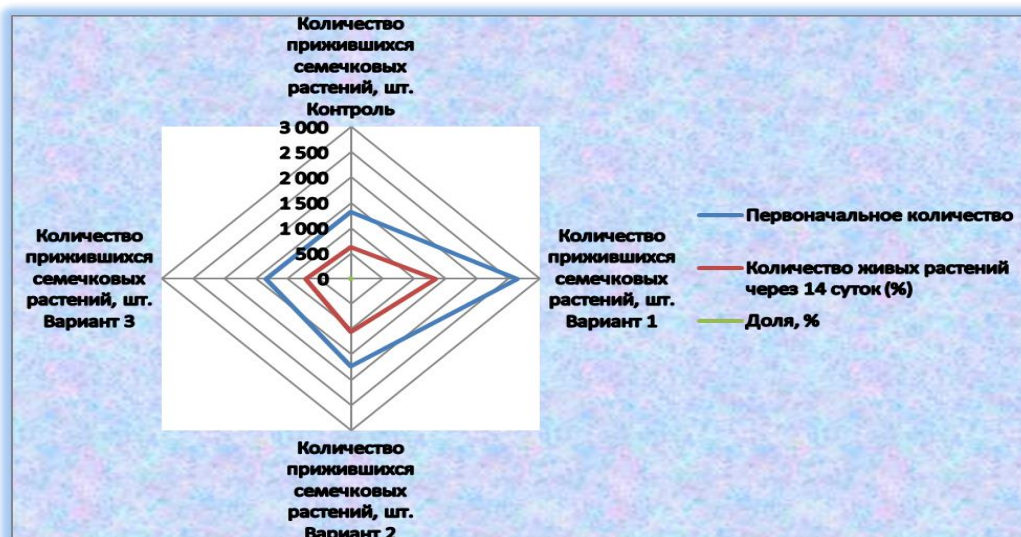 Количество
прижившихся
семечковых
растений, шт.
Контроль
3 000
2 500
2 000
1 500
1 000
500
0
Количество
прижившихся
семечковых
растений, шт.
Вариант 3
Количество
прижившихся
семечковых
растений, шт.
Вариант 1
Количество
прижившихся
семечковых
растений, шт.
Вариант 2
Первоначальное количество
Количество живых растений
через 14 суток (%)
Доля, %